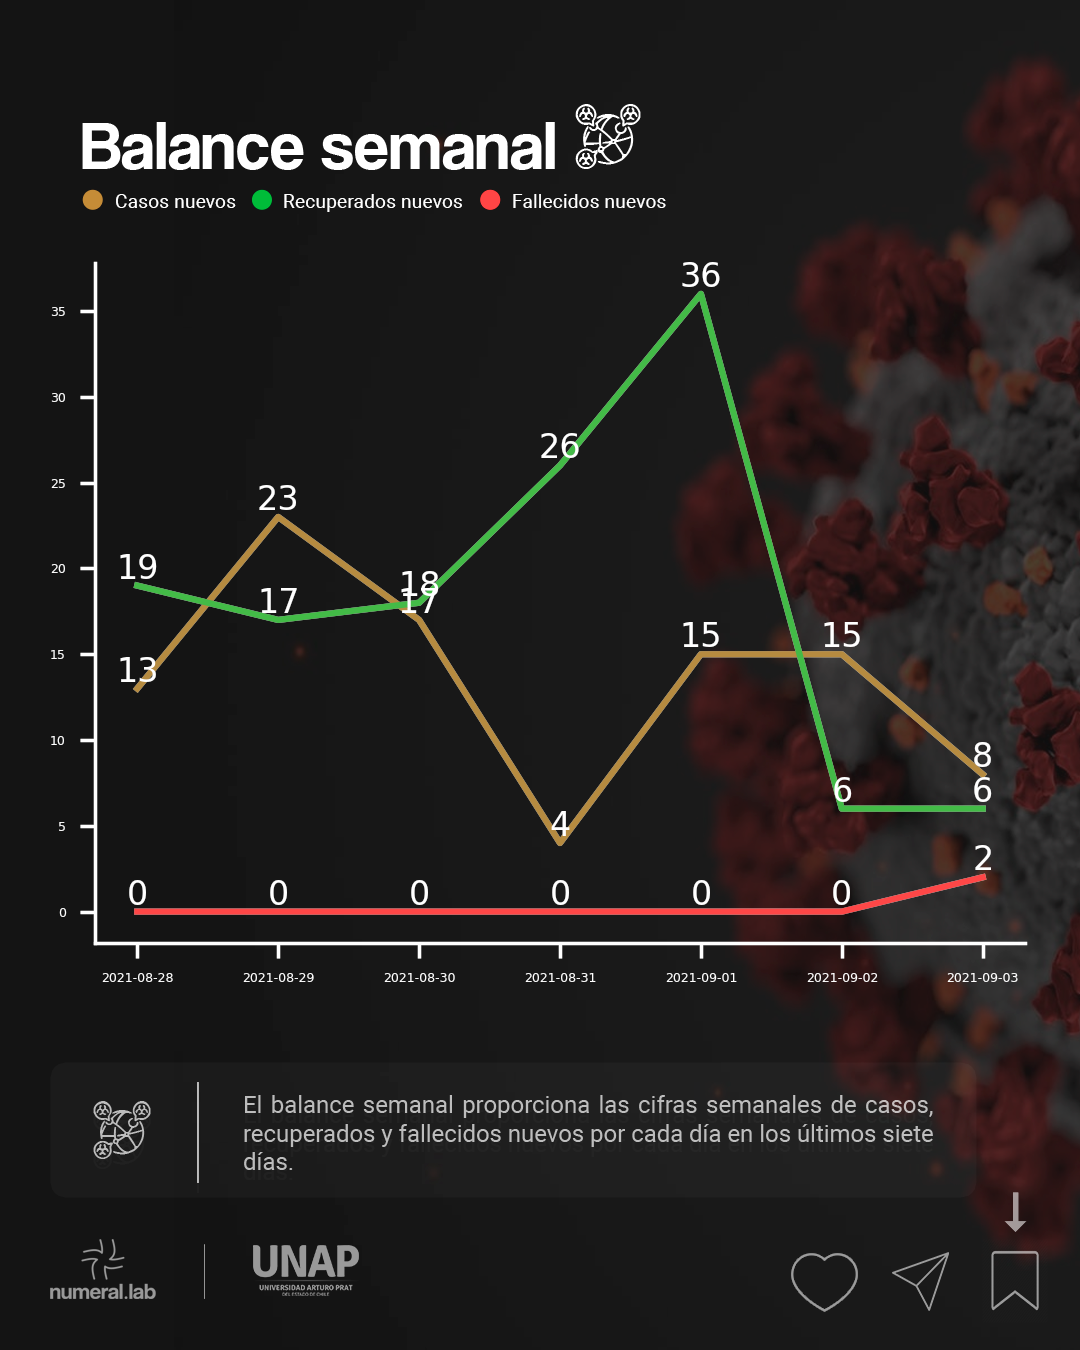 Balance semanal
Casos nuevos Recuperados nuevos Fallecidos nuevos
36
35
30
26
25
23
20
19
18
17
17
15
15
15
13
10
8
6
6
5
4
2
0
0 0 0 0 0 0
2021-08-28 2021-08-29 2021-08-30 2021-08-31 2021-09-01 2021-09-02 2021-09-03
El balance semanal proporciona las cifras semanales de casos,
recuperados y fallecidos nuevos por cada día en los últimos siete
días.
numeral.lab
UNAP
UNIVERSIDAD ARTURO PRAT
DEL ESTADO DE CHILE